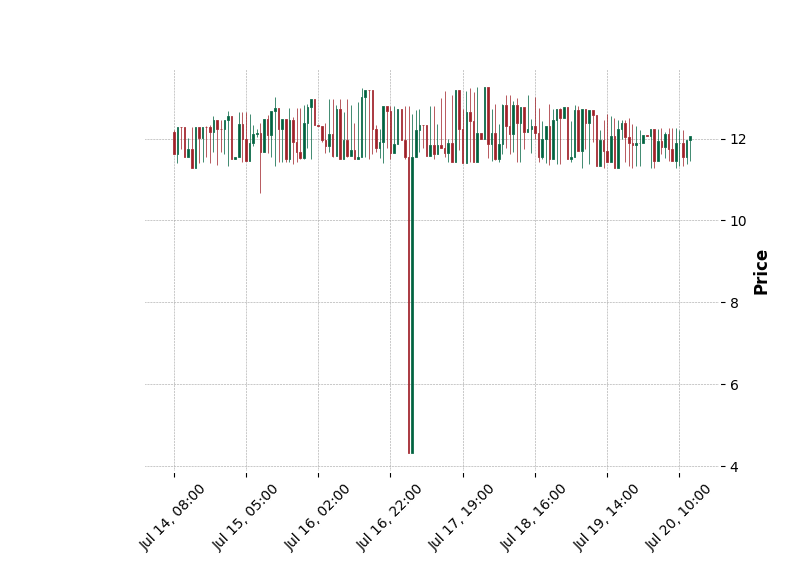 12
10
8
6
4
Price
Jul 14, 08:00
Jul 15, 05:00
Jul 16, 02:00
Jul 16, 22:00
Jul 17, 19:00
Jul 18, 16:00
Jul 19, 14:00
Jul 20, 10:00